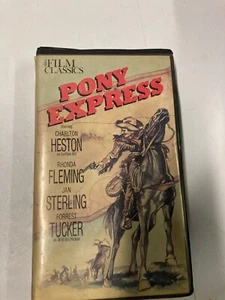 FILM
CLASSICS
PONY
EXPRESS
CHARLTON
HESTON
RHONDA
FLEMING
JAN
STERLING
FORREST
TUCKER